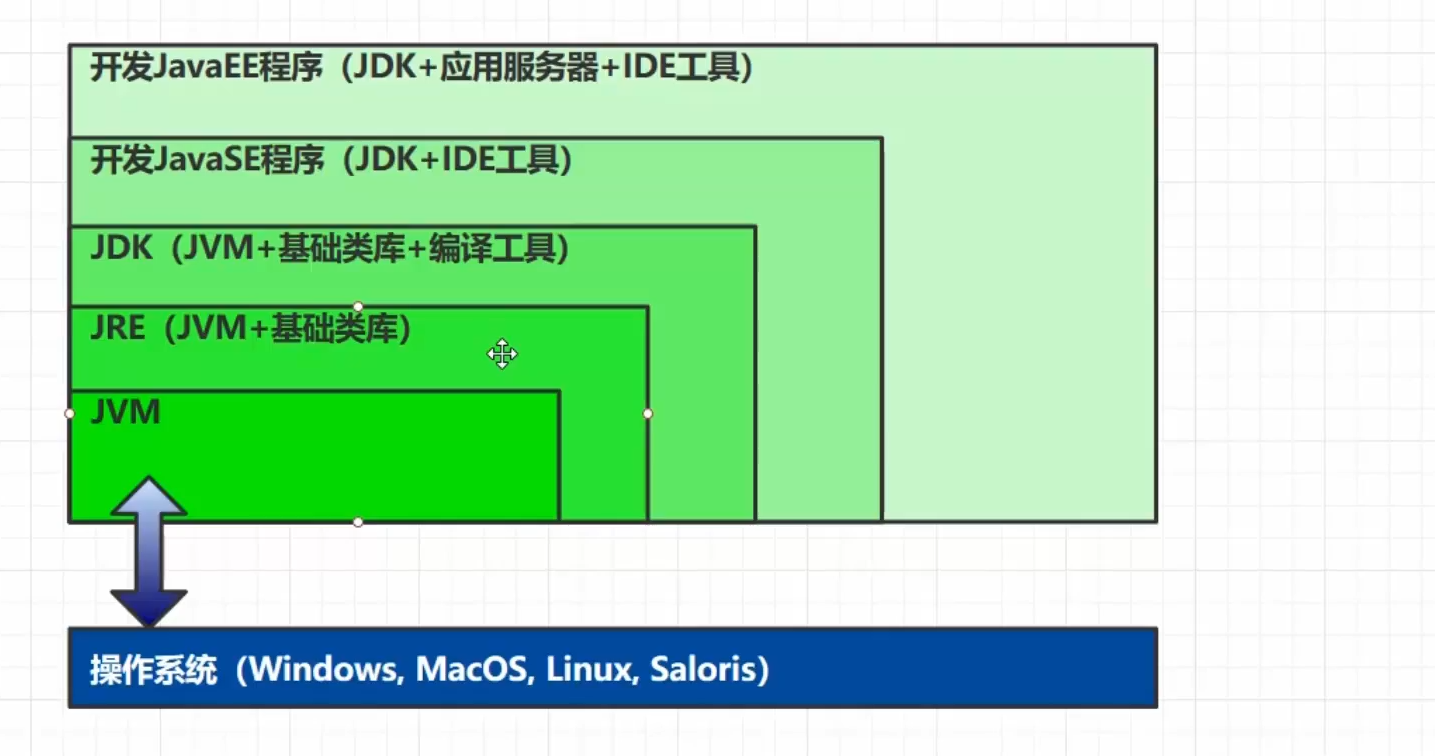 开发JavaEE程序（JDK+应用服务器+IDE工具）
开发JavaSE程序（JDK+IDE工具）
JDK（JVM+基础类库+编译工具）
JRE（JVM+基础类库）
JVM
操作系统（Windows, MacOS, Linux, Saloris）